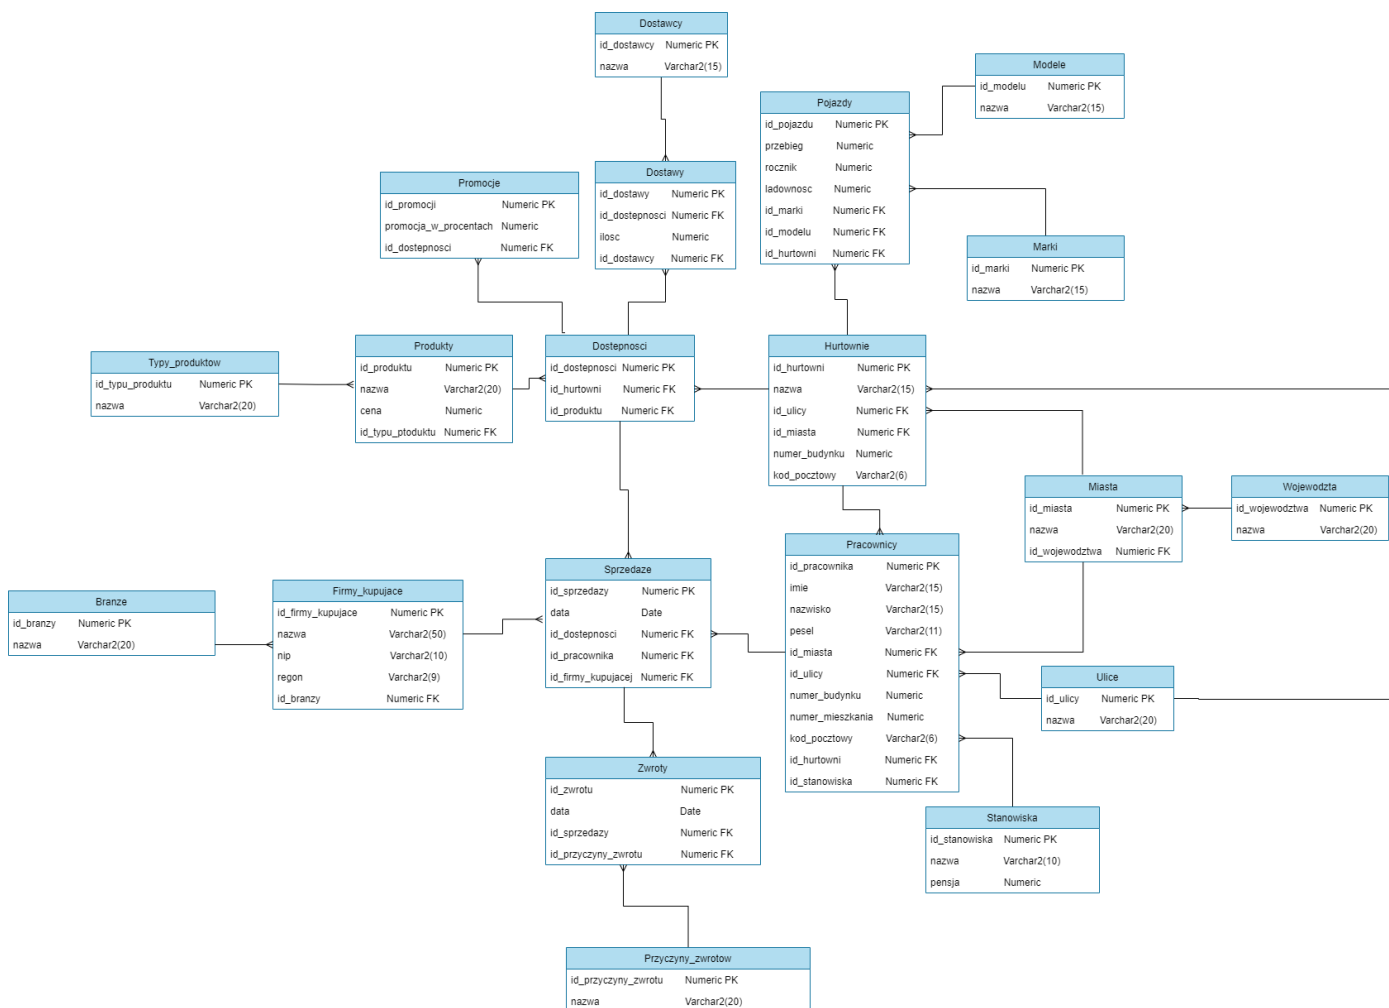 Dostawcy
id_dostawcy Numeric PK
nazwa Varchar2(15)
Modele
id_modelu Numeric PK
nazwa Varchar2(15)
Pojazdy
id_pojazdu Numeric PK
przebieg Numeric
rocznik Numeric
ladownosc Numeric
id_marki Numeric FK
id_modelu Numeric FK
id_hurtowni Numeric FK
Dostawy
id_dostawy Numeric PK
id_dostepnosci Numeric FK
ilosc Numeric
id_dostawcy Numeric FK
Promocje
id_promocji Numeric PK
promocja_w_procentach Numeric
id_dostepnosci Numeric FK
Marki
id_marki Numeric PK
nazwa Varchar2(15)
Typy_produktow
id_typu_produktu Numeric PK
nazwa Varchar2(20)
Produkty
id_produktu Numeric PK
nazwa Varchar2(20)
cena Numeric
id_typu_ptoduktu Numeric FK
Dostepnosci
id_dostepnosci Numeric PK
id_hurtowni Numeric FK
id_produktu Numeric FK
Hurtownie
id_hurtowni Numeric PK
nazwa Varchar2(15)
id_ulicy Numeric FK
id_miasta Numeric FK
numer_budynku Numeric
kod_pocztowy Varchar2(6)
Miasta
id_miasta Numeric PK
nazwa Varchar2(20)
id_wojewodztwa Numieric FK
Wojewodzta
id_wojewodztwa Numeric PK
nazwa Varchar2(20)
Pracownicy
id_pracownika Numeric PK
imie Varchar2(15)
nazwisko Varchar2(15)
pesel Varchar2(11)
id_miasta Numeric FK
id_ulicy Numeric FK
numer_budynku Numeric
numer_mieszkania Numeric
kod_pocztowy Varchar2(6)
id_hurtowni Numeric FK
id_stanowiska Numeric FK
Sprzedaze
id_sprzedazy Numeric PK
data Date
id_dostepnosci Numeric FK
id_pracownika Numeric FK
id_firmy_kupujacej Numeric FK
Firmy_kupujace
id_firmy_kupujace Numeric PK
nazwa Varchar2(50)
nip Varchar2(10)
regon Varchar2(9)
id_branzy Numeric FK
Branze
id_branzy Numeric PK
nazwa Varchar2(20)
Ulice
id_ulicy Numeric PK
nazwa Varchar2(20)
Zwroty
id_zwrotu Numeric PK
data Date
id_sprzedazy Numeric FK
id_przyczyny_zwrotu Numeric FK
Stanowiska
id_stanowiska Numeric PK
nazwa Varchar2(10)
pensja Numeric
Przyczyny_zwrotow
id_przyczyny_zwrotu Numeric PK
nazwa Varchar2(20)